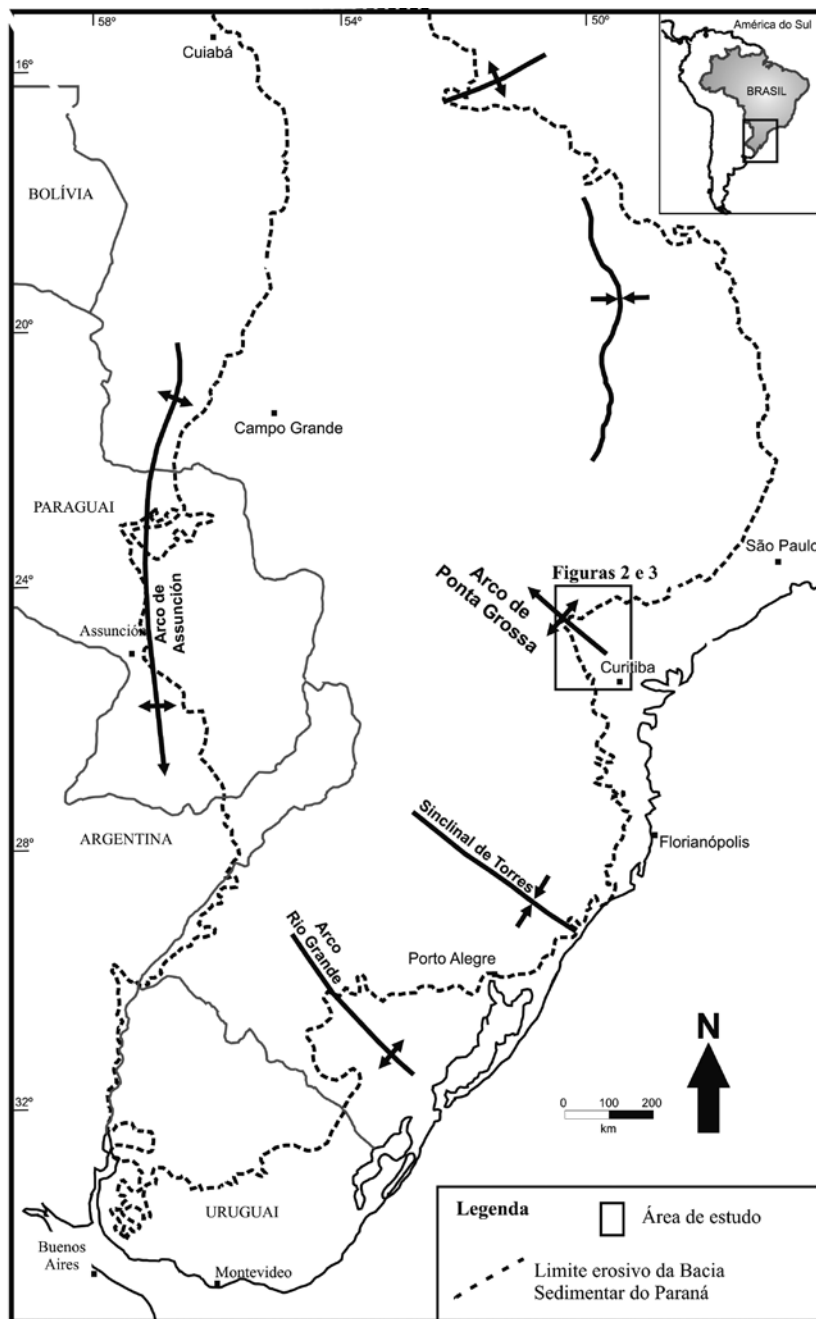 58°
54°
50°
América do Sul
BRASIL
Cuiabá
16°
BOLÍVIA
20°
Campo Grande
PARAGUAI
São Paulo
24°
Figuras 2 e 3
Arco de
Ponta Grossa
Arco de
Assunción
Assunción
Curitiba
ARGENTINA
28°
Florianópolis
Sinclinal de Torres
Arco
Rio Grande
Porto Alegre
N
0 100 200
km
32°
URUGUAI
Buenos
Aires
Montevideo
Legenda
Área de estudo
Limite erosivo da Bacia
Sedimentar do Paraná